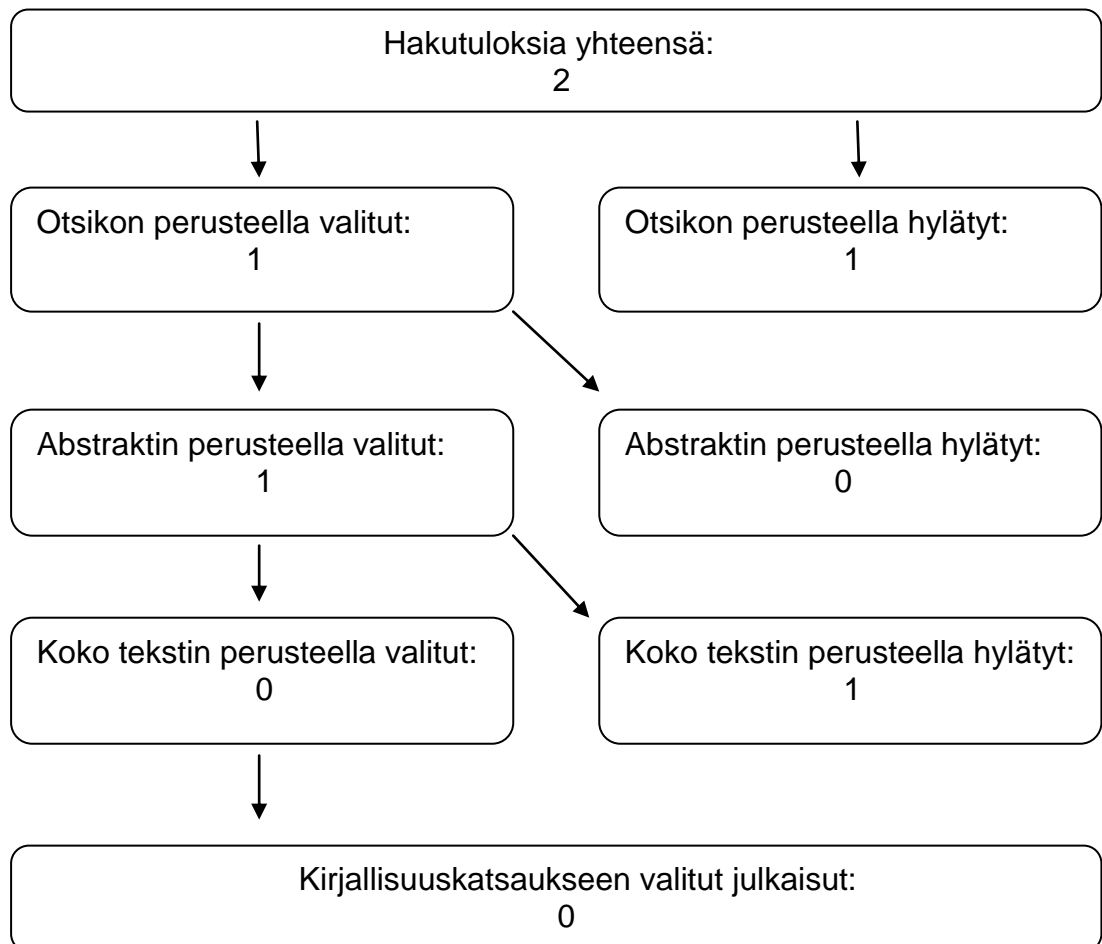 Hakutuloksia yhteensä:
2
Otsikon perusteella valitut:
1
Otsikon perusteella hylätyt:
1
Abstraktin perusteella valitut:
1
Abstraktin perusteella hylätyt:
0
Koko tekstin perusteella valitut:
0
Koko tekstin perusteella hylätyt:
1
Kirjallisuuskatsaukseen valitut julkaisut:
0